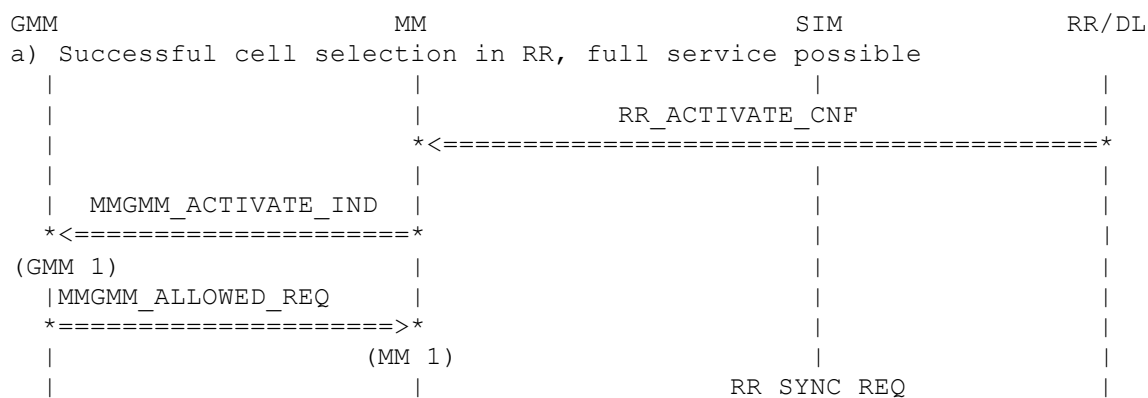 GMM MM SIM RR/DL
a) Successful cell selection in RR, full service possible
| | | |
| | RR_ACTIVATE_CNF |
| *<=========================================*
| | | |
| MMGMM_ACTIVATE_IND | | |
*<=====================* | |
(GMM 1) | | |
|MMGMM_ALLOWED_REQ | | |
*=====================>* | |
| (MM 1) | |
| | RR SYNC REQ |